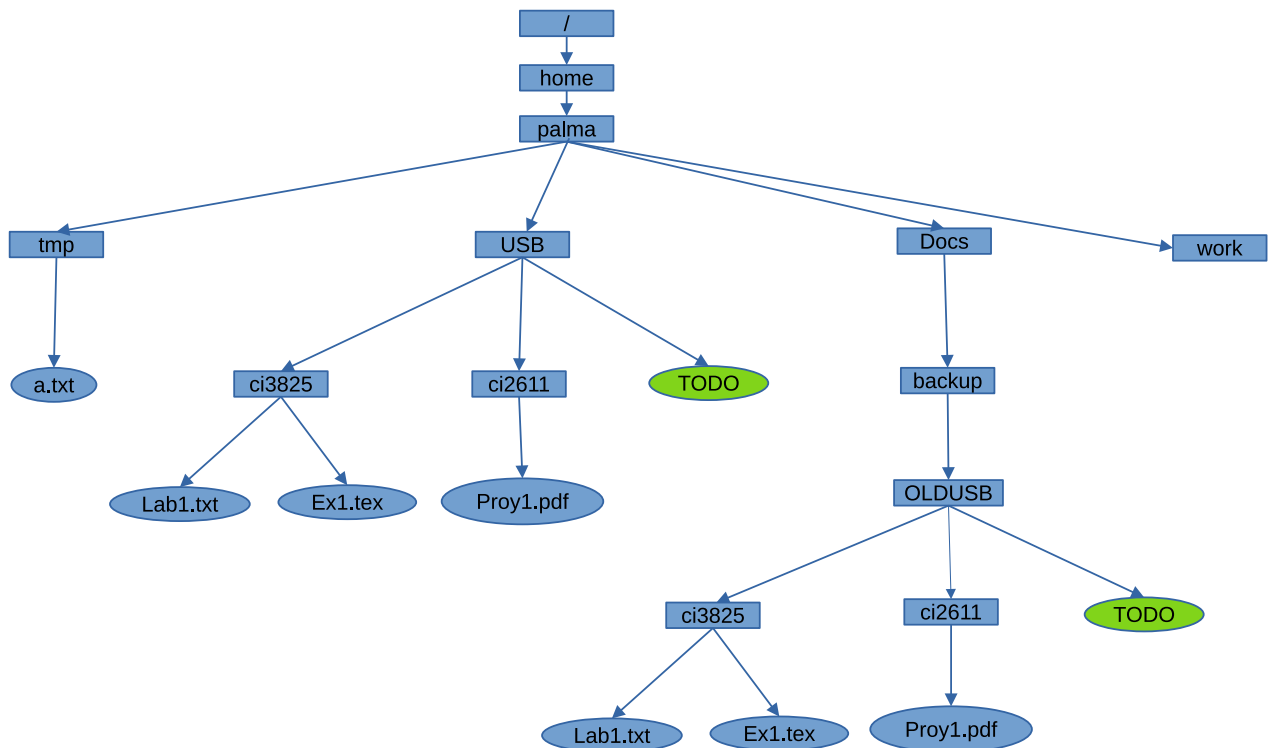 /
home
palma
tmp
USB
Docs
work
a.txt
ci3825
ci2611
TODO
backup
Lab1.txt
Ex1.tex
Proy1.pdf
OLDUSB
ci3825
ci2611
TODO
Lab1.txt
Ex1.tex
Proy1.pdf